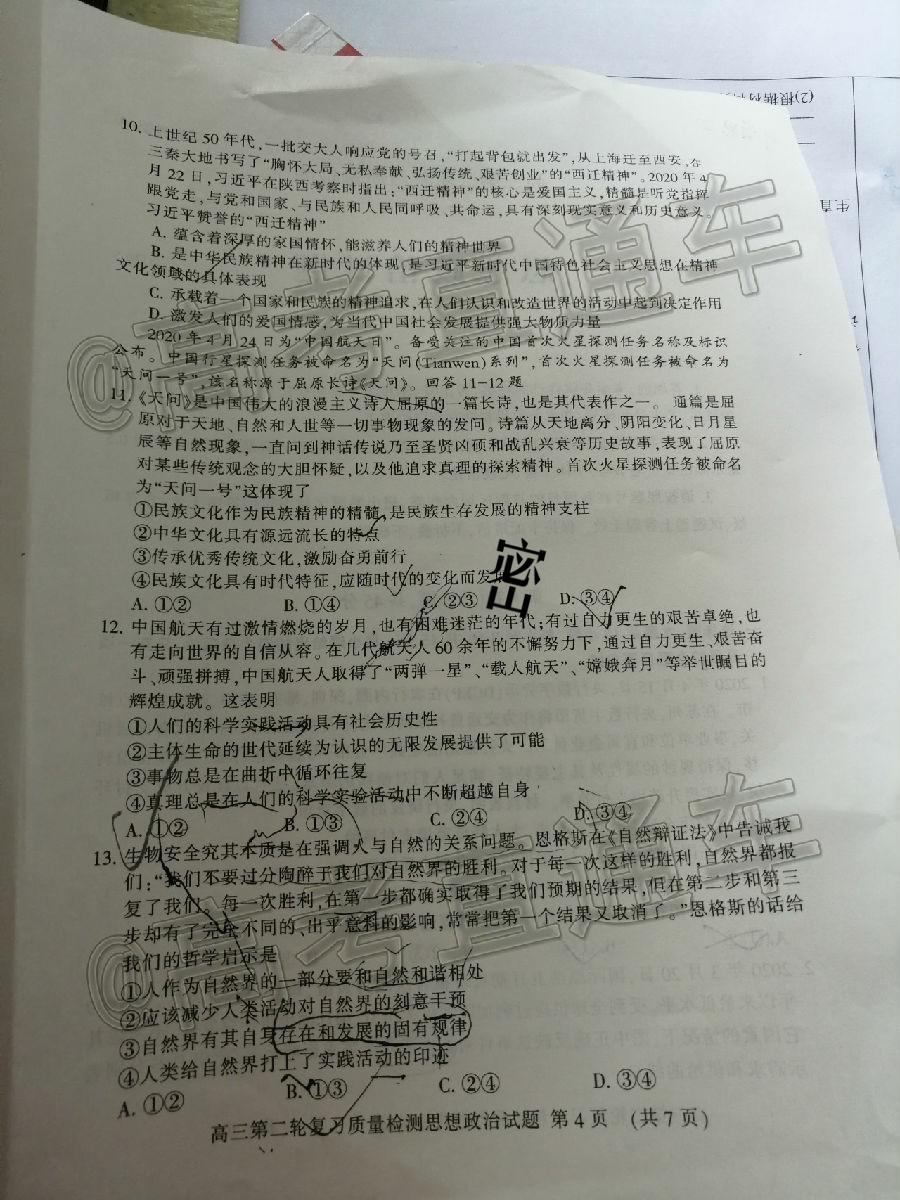 (2)根据材
生直
10. 上世纪50年代，一批交大人响应党的号召，“打起背包就出发”，从上海迁至西安，在
三秦大地书写了“胸怀大局、无私奉献、弘扬传统、艰苦创业”的“西迁精神”。2020年4
月22日，习近平在陕西考察时指出：“西迁精神”的核心是爱国主义，精髓是听党指挥
跟党走，与党和国家、与民族和人民同呼吸、共命运，具有深刻现实意义和历史意义。
习近平赞誉的“西迁精神”
A. 蕴含着深厚的家国情怀，能滋养人们的精神世界
B. 是中华民族精神在新时代的体现，是习近平新时代中国特色社会主义思想在精神
文化领域的具体表现
C. 承载着一个国家和民族的精神追求，在人们认识和改造世界的活动中起到决定作用
D. 激发人们的爱国情感，为当代中国社会发展提供强大物质力量
2020年4月24日为“中国航天日”。备受关注的中国首次火星探测任务名称及标识
公布。中国行星探测任务被命名为“天问(Tianwen)系列”，首次火星探测任务被命名为
“天问一号”，该名称源于屈原长诗《天问》。回答11-12题
11.《天问》是中国伟大的浪漫主义诗人屈原的一篇长诗，也是其代表作之一。 通篇是屈
原对于天地、自然和人世等一切事物现象的发问。诗篇从天地离分、阴阳变化、日月星
辰等自然现象，一直问到神话传说乃至圣贤凶顽和战乱兴衰等历史故事，表现了屈原
对某些传统观念的大胆怀疑，以及他追求真理的探索精神。首次火星探测任务被命名
为“天问一号”这体现了
①民族文化作为民族精神的精髓，是民族生存发展的精神支柱
②中华文化具有源远流长的特点
③传承优秀传统文化，激励奋勇前行
④民族文化具有时代特征，应随时代的变化而发展
A. ①② B. ①④ C. ②③ D. ③④
密
12. 中国航天有过激情燃烧的岁月，也有困难迷茫的年代；有过自力更生的艰苦卓绝，也
有走向世界的自信从容。在几代航天人60余年的不懈努力下，通过自力更生、艰苦奋
斗、顽强拼搏，中国航天人取得了“两弹一星”、“载人航天”、“嫦娥奔月”等举世瞩目的
辉煌成就。这表明
①人们的科学实践活动具有社会历史性
②主体生命的世代延续为认识的无限发展提供了可能
③事物总是在曲折中循环往复
④真理总是在人们的科学实验活动中不断超越自身
A. ①② B. ①③ C. ②④ D. ③④
13. 生物安全究其本质是在强调人与自然的关系问题。恩格斯在《自然辩证法》中告诫我
们：“我们不要过分陶醉于我们对自然界的胜利。对于每一次这样的胜利，自然界都报
复了我们。每一次胜利，在第一步都确实取得了我们预期的结果，但在第二步和第三
步却有了完全不同的、出乎意料的影响，常常把第一个结果又取消了。”恩格斯的话给
我们的哲学启示是
①人作为自然界的一部分要和自然和谐相处
②应该减少人类活动对自然界的刻意干预
③自然界有其自身存在和发展的固有规律
④人类给自然界打上了实践活动的印迹
A. ①② B. ①③ C. ②④ D. ③④
高三第二轮复习质量检测思想政治试题 第4页 (共7页)
@高考直通车
@高考直通车